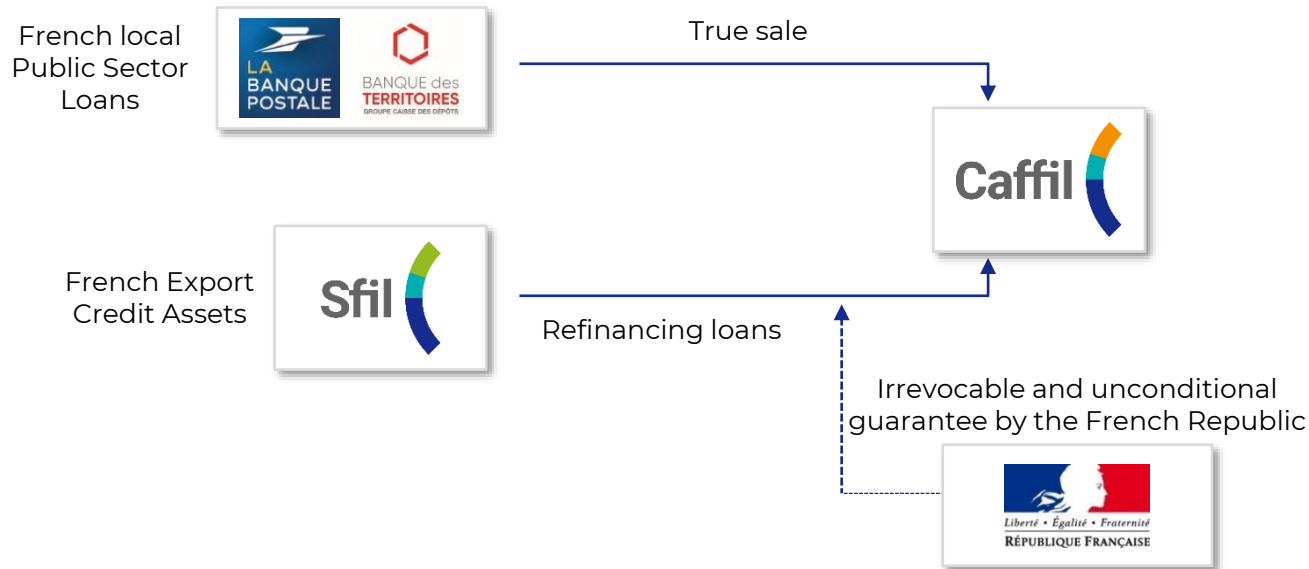 French local
Public Sector
Loans
LA
BANQUE
POSTALE
BANQUE des
TERRITOIRES
GROUPE CAISSE DES DÉPÔTS
True sale
Caffil
French Export
Credit Assets
Sfil
Refinancing loans
Irrevocable and unconditional
guarantee by the French Republic
Liberté • Égalité • Fraternité
RÉPUBLIQUE FRANÇAISE